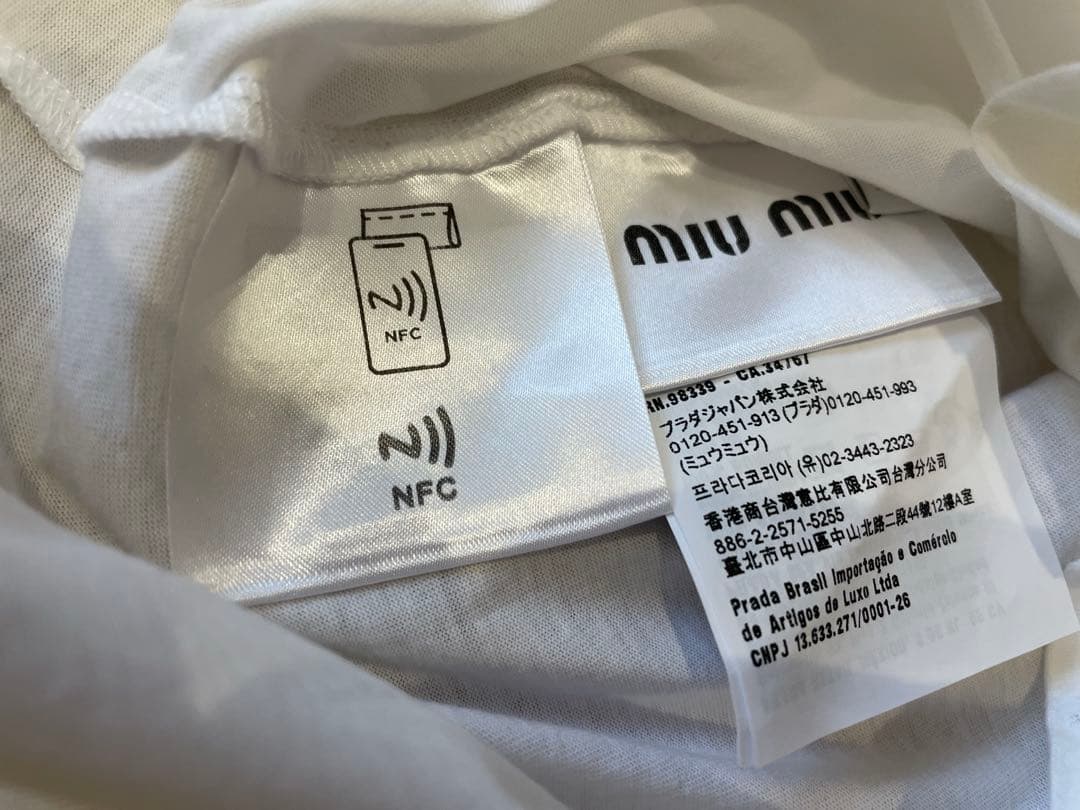 NFC
NFC
miu miu
RN.98339 - CA.34767
プラダジャパン株式会社
0120-451-913 (プラダ)0120-451-993
(ミュウミュウ)
프라다코리아 (유)02-3443-2323
香港商台灣惠比有限公司台灣分公司
886-2-2571-5255
臺北市中山區中山北路二段44號12樓A室
Prada Brasil Importação e Comércio
de Artigos de Luxo Ltda
CNPJ 13.633.271/0001-26